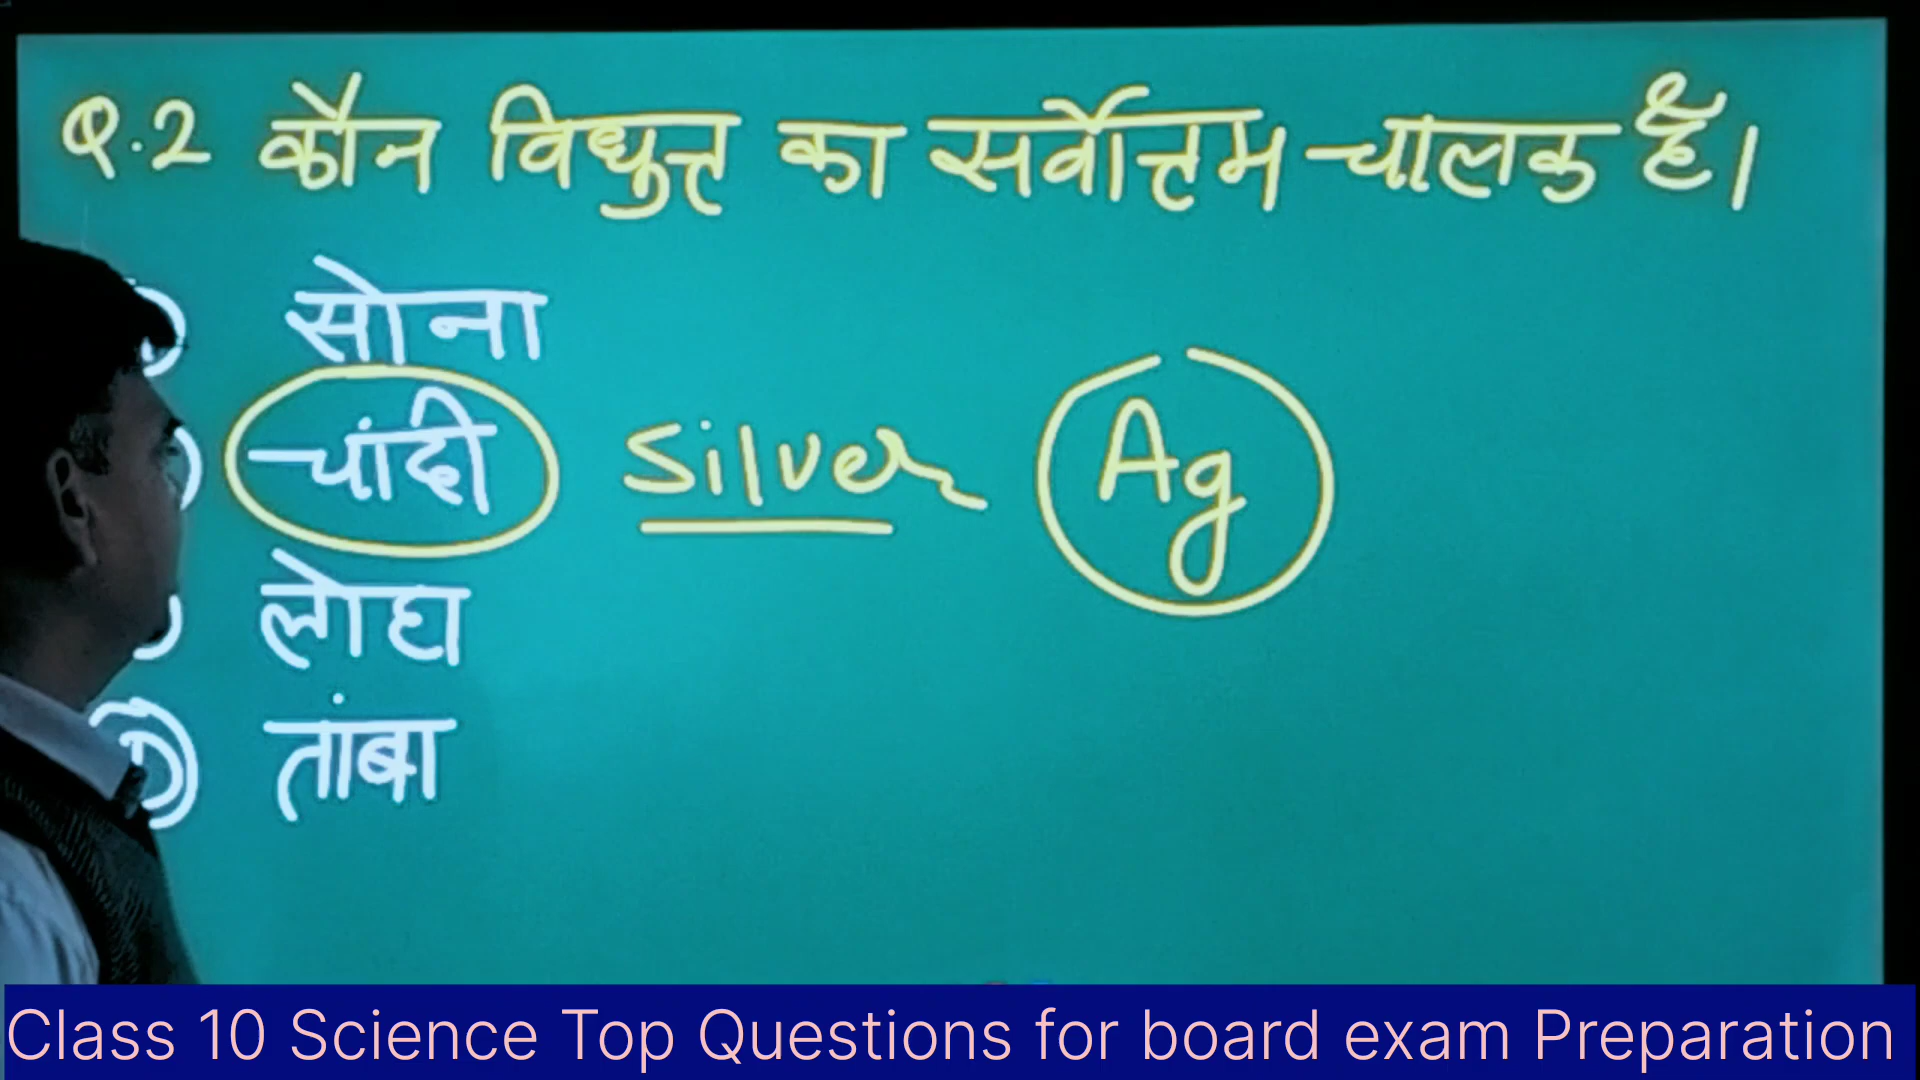 Q.2 कौन विधुत्त का सर्वोत्तम चालक है।
सोना
चांदी silver Ag
लोघ
तांबा
Class 10 Science Top Questions for board exam Preparation